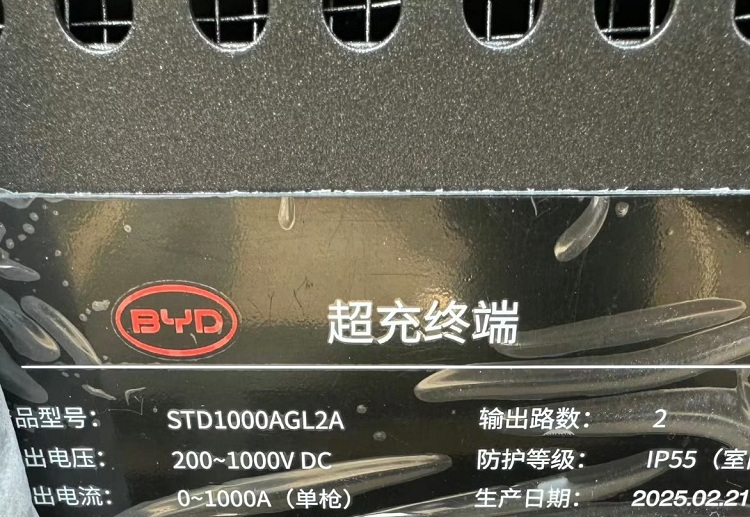 BYD 超充终端
品型号： STD1000AGL2A 输出路数： 2
出电压： 200~1000V DC 防护等级： IP55（室
出电流： 0~1000A（单枪） 生产日期： 2025.02.21